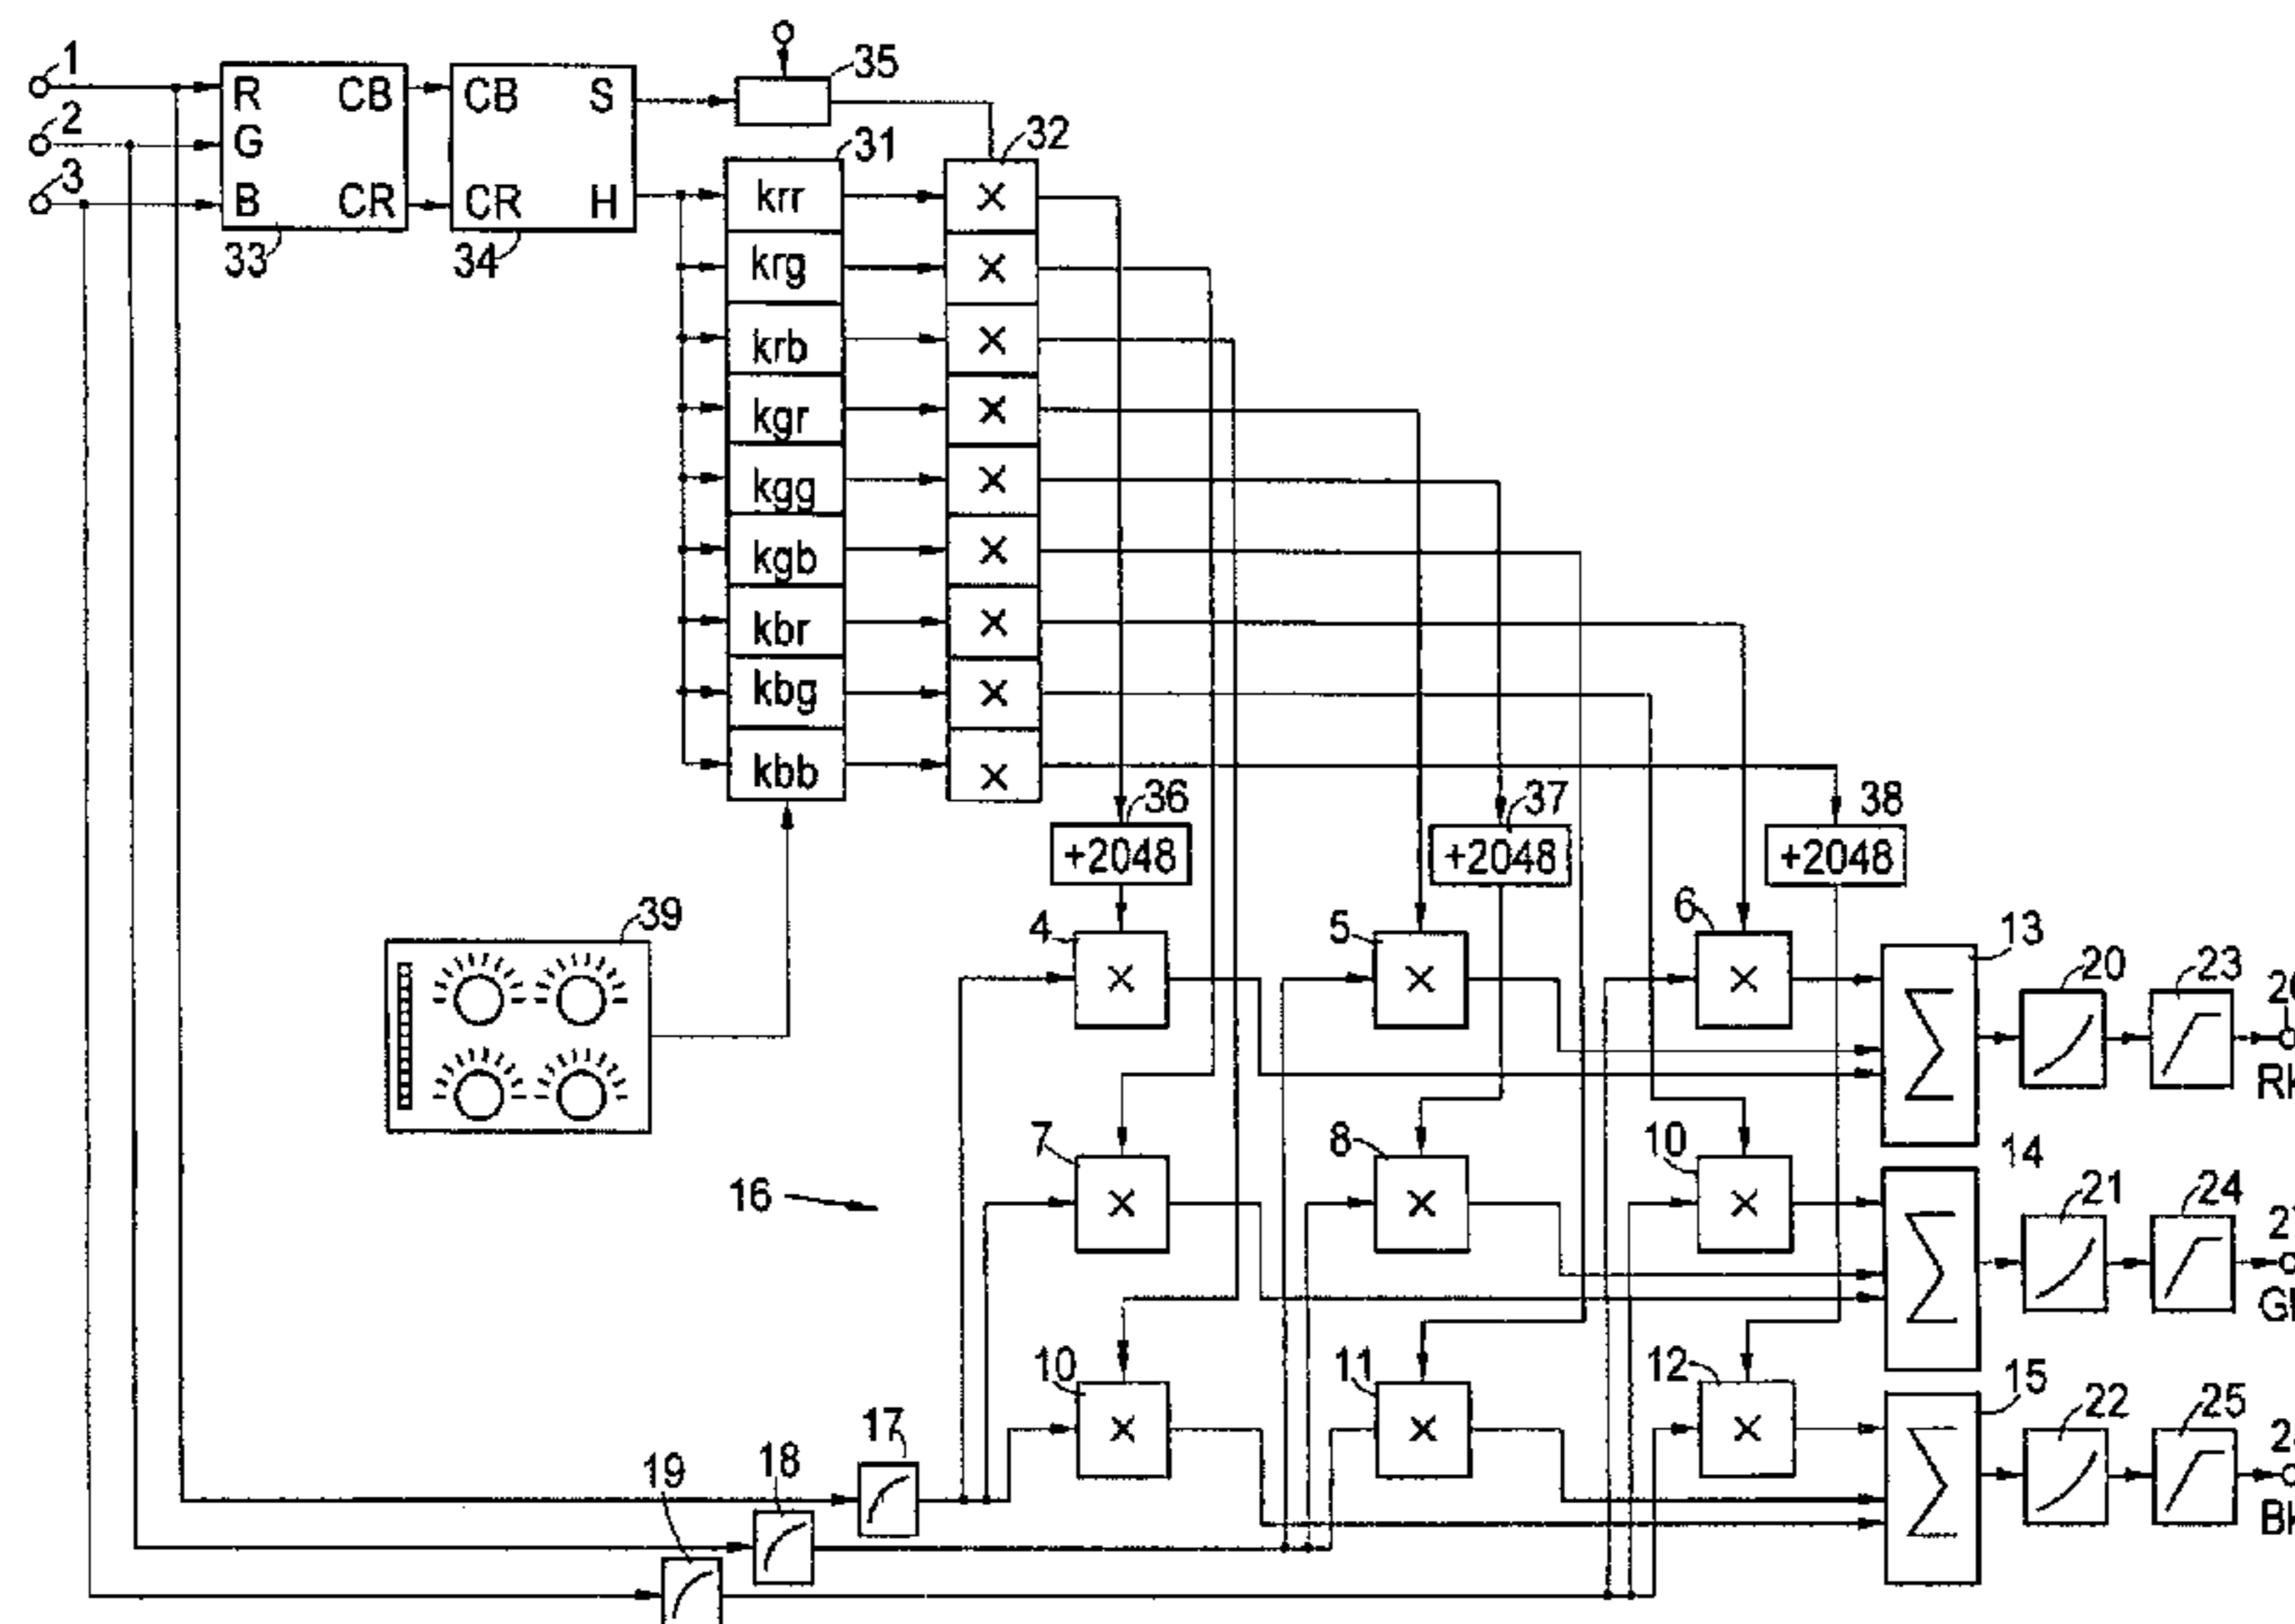 1
2
3
R CB
G
B CR
33
CB S
CR H
34
35
31
32
krr ×
krg ×
krb ×
kgr ×
kgg ×
kgb ×
kbr ×
kbg ×
kbb ×
36
+2048
37
+2048
38
+2048
39
4 ×
5 ×
6 ×
13
Σ
20
23
7 ×
8 ×
10 ×
14
Σ
21
24
16
10 ×
11 ×
12 ×
15
Σ
22
25
17
18
19